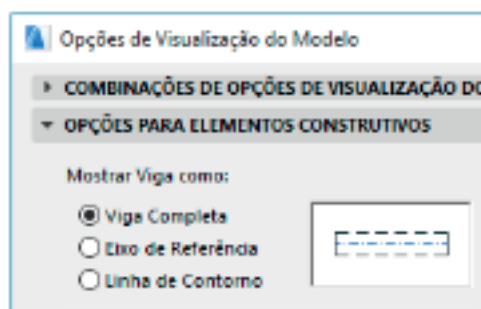 Opções de Visualização do Modelo
COMBINAÇÕES DE OPÇÕES DE VISUALIZAÇÃO DO
OPÇÕES PARA ELEMENTOS CONSTRUTIVOS
Mostrar Viga como:
Viga Completa
Eixo de Referência
Linha de Contorno